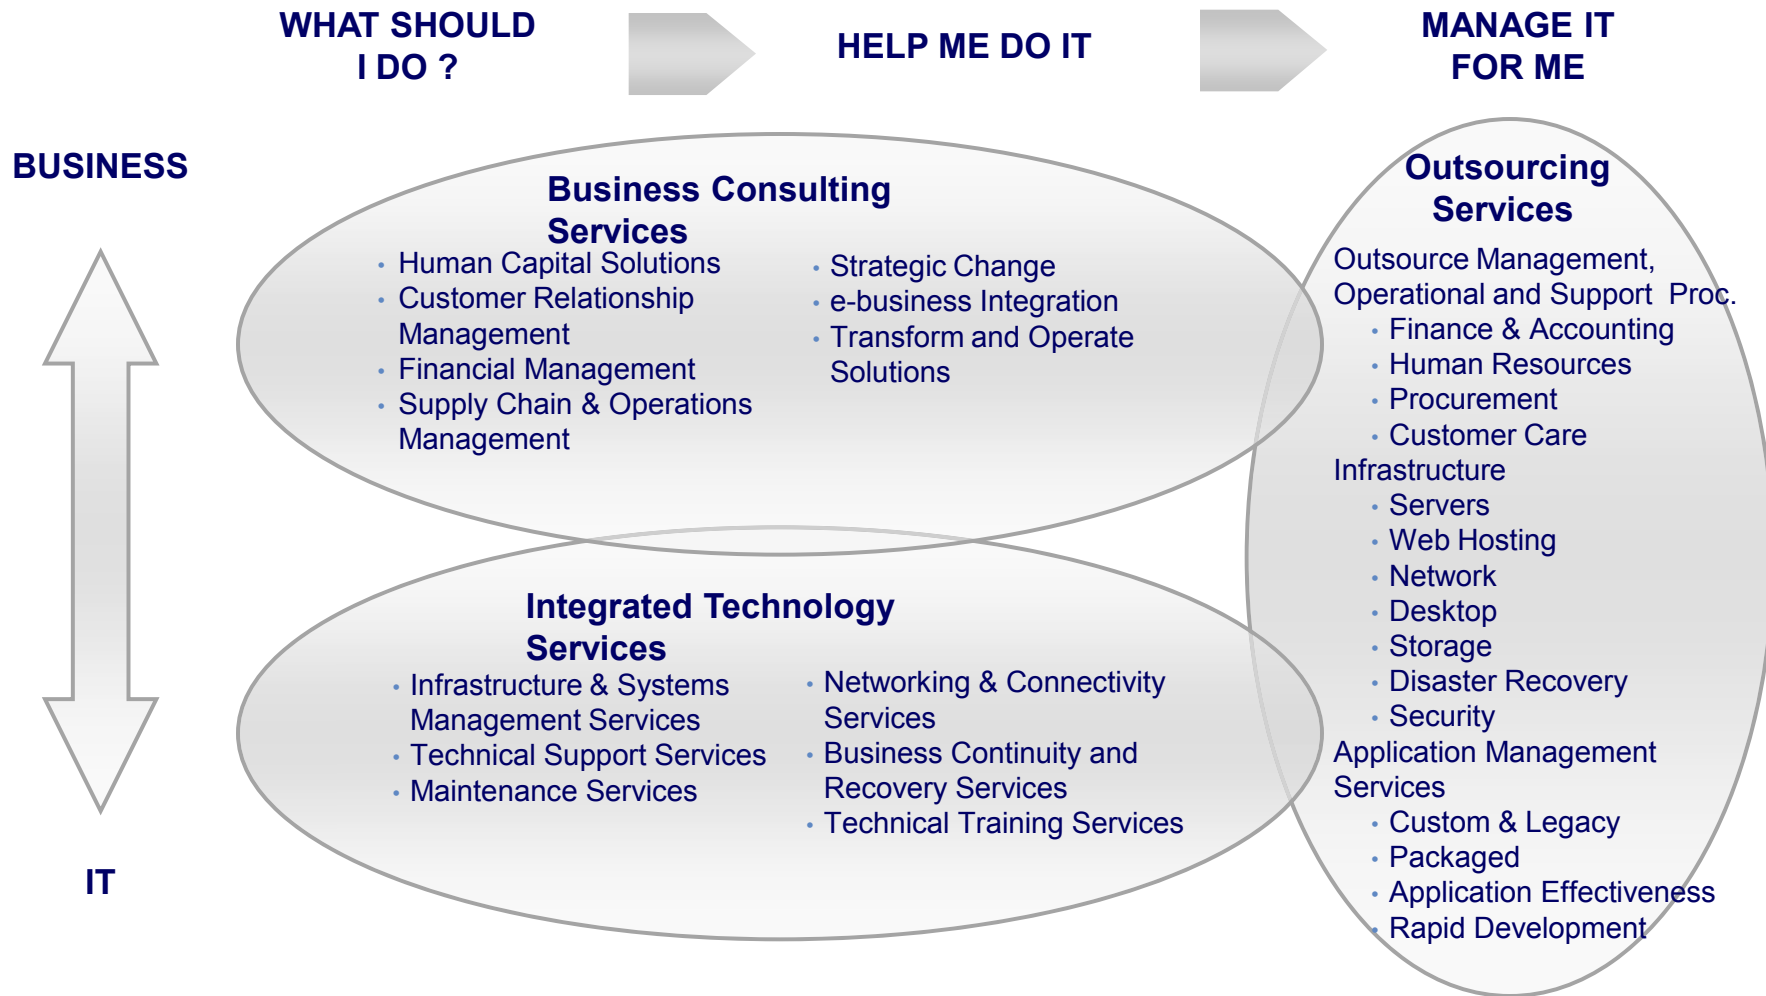 WHAT SHOULD
I DO ?
HELP ME DO IT
MANAGE IT
FOR ME
BUSINESS
IT
Business Consulting
Services
• Human Capital Solutions
• Customer Relationship
Management
• Financial Management
• Supply Chain & Operations
Management
• Strategic Change
• e-business Integration
• Transform and Operate
Solutions
Integrated Technology
Services
• Infrastructure & Systems
Management Services
• Technical Support Services
• Maintenance Services
• Networking & Connectivity
Services
• Business Continuity and
Recovery Services
• Technical Training Services
Outsourcing
Services
Outsource Management,
Operational and Support Proc.
• Finance & Accounting
• Human Resources
• Procurement
• Customer Care
Infrastructure
• Servers
• Web Hosting
• Network
• Desktop
• Storage
• Disaster Recovery
• Security
Application Management
Services
• Custom & Legacy
• Packaged
• Application Effectiveness
• Rapid Development